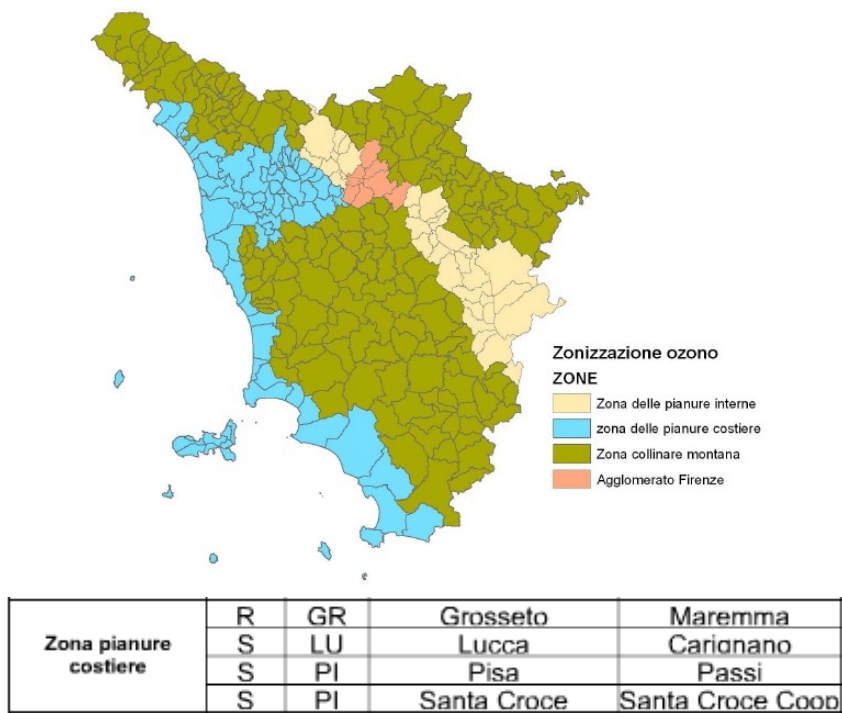 Zonizzazione ozono
ZONE
Zona delle pianure interne
zona delle pianure costiere
Zona collinare montana
Agglomerato Firenze
Zona pianure costiere
R GR Grosseto Maremma
S LU Lucca Carignano
S PI Pisa Passi
S PI Santa Croce Santa Croce Coop